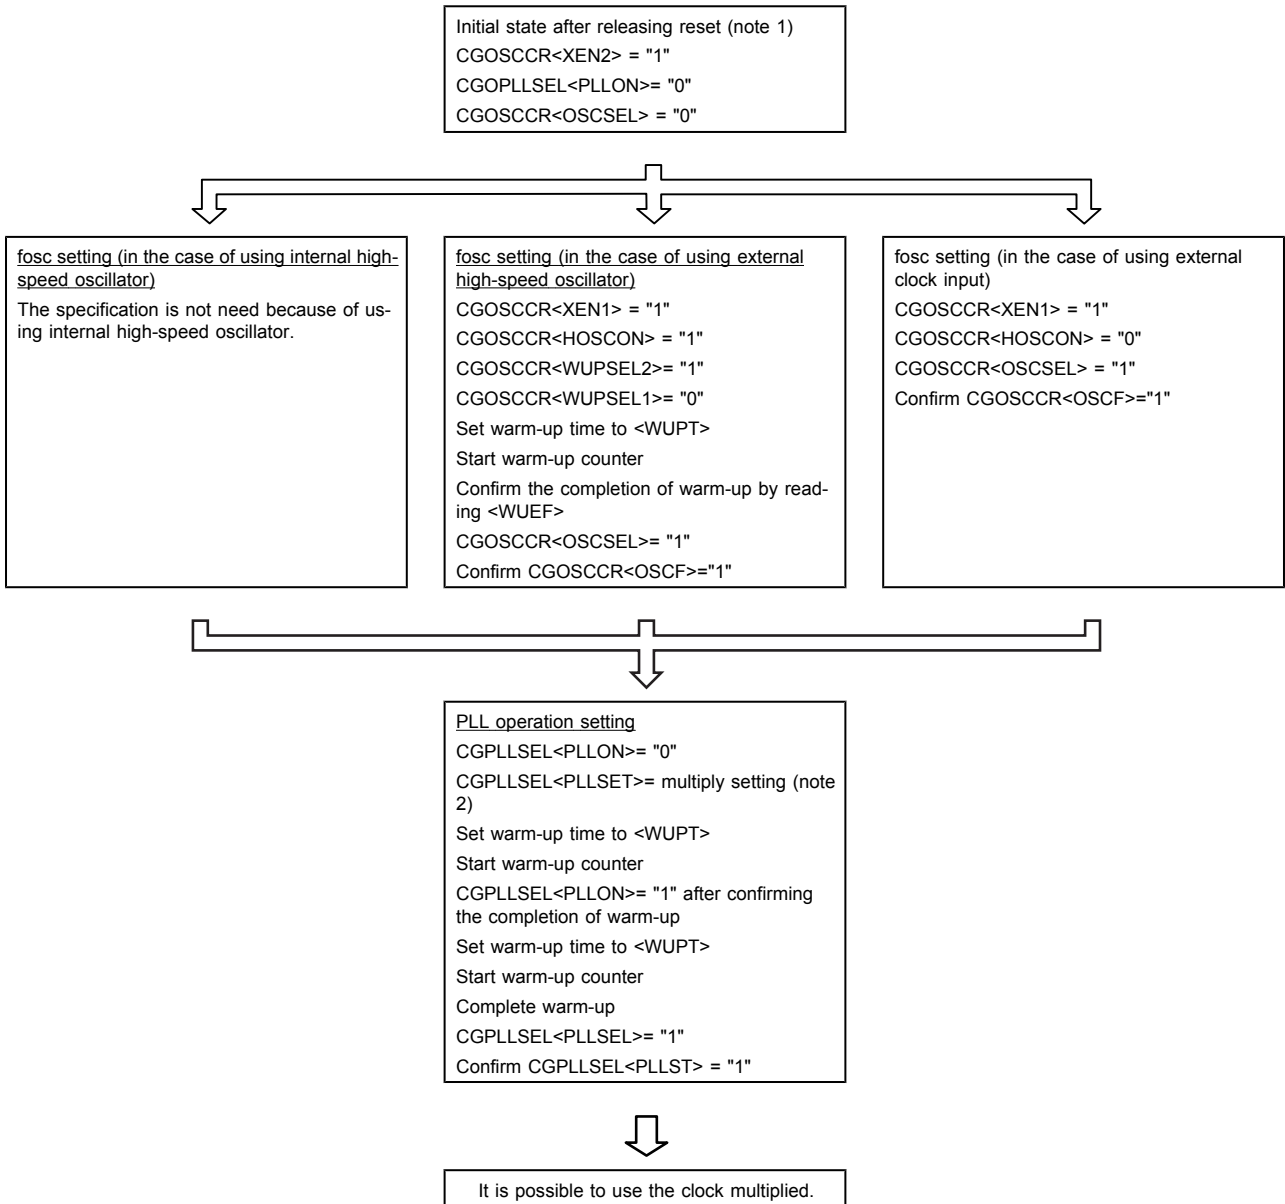 Initial state after releasing reset (note 1)
CGOSCCR<XEN2> = "1"
CGOPLLSEL<PLLON>= "0"
CGOSCCR<OSCSEL> = "0"
fosc setting (in the case of using internal high-
speed oscillator)
The specification is not need because of us-
ing internal high-speed oscillator.
fosc setting (in the case of using external
high-speed oscillator)
CGOSCCR<XEN1> = "1"
CGOSCCR<HOSCON> = "1"
CGOSCCR<WUPSEL2>= "1"
CGOSCCR<WUPSEL1>= "0"
Set warm-up time to <WUPT>
Start warm-up counter
Confirm the completion of warm-up by read-
ing <WUEF>
CGOSCCR<OSCSEL>= "1"
Confirm CGOSCCR<OSCF>="1"
fosc setting (in the case of using external
clock input)
CGOSCCR<XEN1> = "1"
CGOSCCR<HOSCON> = "0"
CGOSCCR<OSCSEL> = "1"
Confirm CGOSCCR<OSCF>="1"
PLL operation setting
CGPLLSEL<PLLON>= "0"
CGPLLSEL<PLLSET>= multiply setting (note
2)
Set warm-up time to <WUPT>
Start warm-up counter
CGPLLSEL<PLLON>= "1" after confirming
the completion of warm-up
Set warm-up time to <WUPT>
Start warm-up counter
Complete warm-up
CGPLLSEL<PLLSEL>= "1"
Confirm CGPLLSEL<PLLST> = "1"
It is possible to use the clock multiplied.